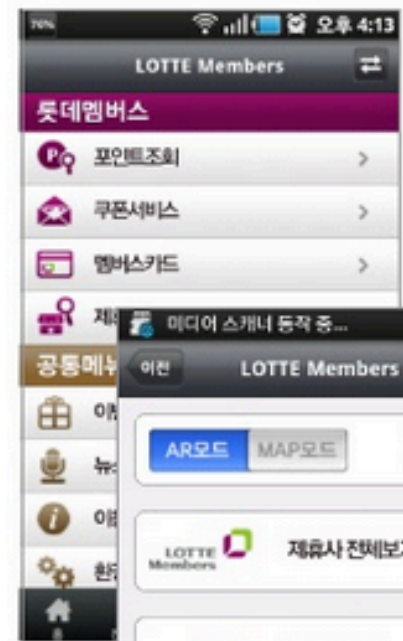 76% 오후 4:13
LOTTE Members
롯데멤버스
포인트조회
쿠폰서비스
멤버스카드
제휴
공통메뉴
이전
미디어 스캐너 동작 중...
LOTTE Members
AR모드 MAP모드
LOTTE Members
제휴사 전체보기